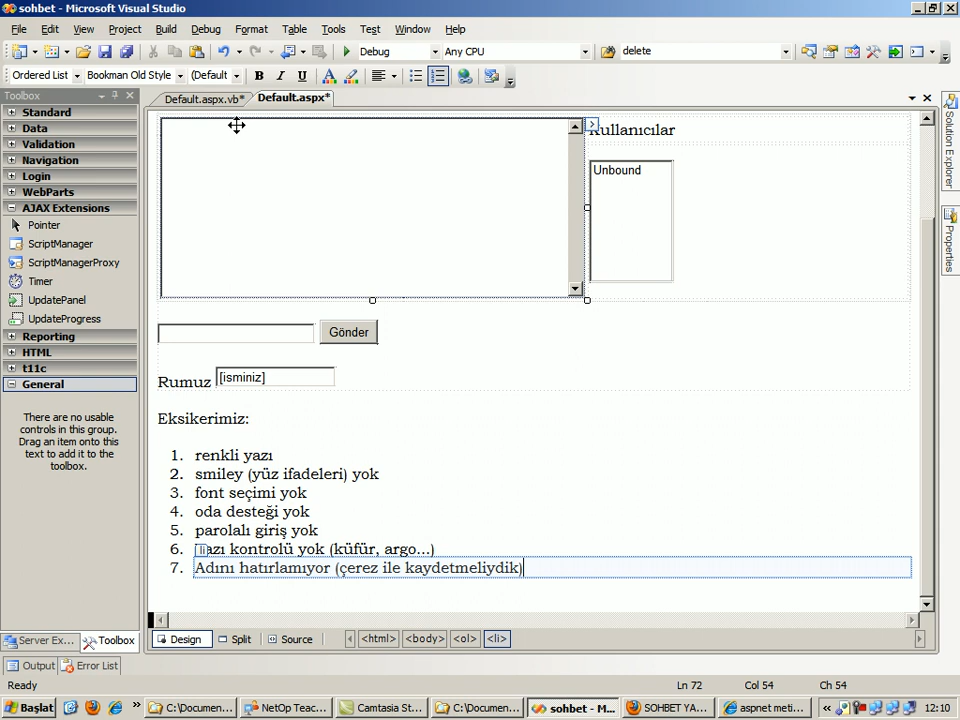 sohbet - Microsoft Visual Studio
File Edit View Project Build Debug Format Table Tools Test Window Help
Debug Any CPU delete
Ordered List Bookman Old Style (Default B I U A
Toolbox
Default.aspx.vb* Default.aspx*
Standard
Data
Validation
Navigation
Login
WebParts
AJAX Extensions
Pointer
ScriptManager
ScriptManagerProxy
Timer
UpdatePanel
UpdateProgress
Reporting
HTML
t11c
General
There are no usable
controls in this group.
Drag an item onto this
text to add it to the
toolbox.
Server Ex... Toolbox
Kullanıcılar
Unbound
Gönder
Rumuz [isminiz]
Eksikerimiz:
1. renkli yazı
2. smiley (yüz ifadeleri) yok
3. font seçimi yok
4. oda desteği yok
5. parolalı giriş yok
6. yazı kontrolü yok (küfür, argo...)
li
7. Adını hatırlamıyor (çerez ile kaydetmeliydik)
Design Split Source <html> <body> <ol> <li>
Solution Explorer
Properties
Output Error List
Ready Ln 72 Col 54 Ch 54
Başlat C:\Documen... NetOp Teac... Camtasia St... C:\Documen... sohbet - M... SOHBET YA... aspnet meti... 12:10